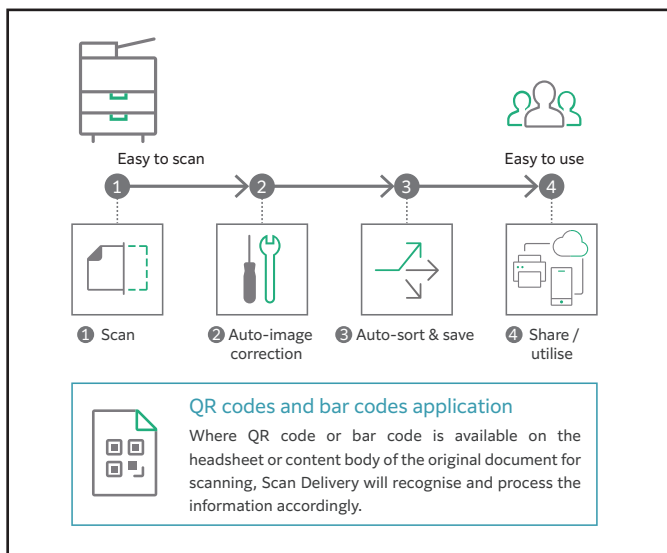 Easy to scan
Easy to use
1
2
3
4
1 Scan
2 Auto-image
correction
3 Auto-sort & save
4 Share /
utilise
QR codes and bar codes application
Where QR code or bar code is available on the
headsheet or content body of the original document for
scanning, Scan Delivery will recognise and process the
information accordingly.